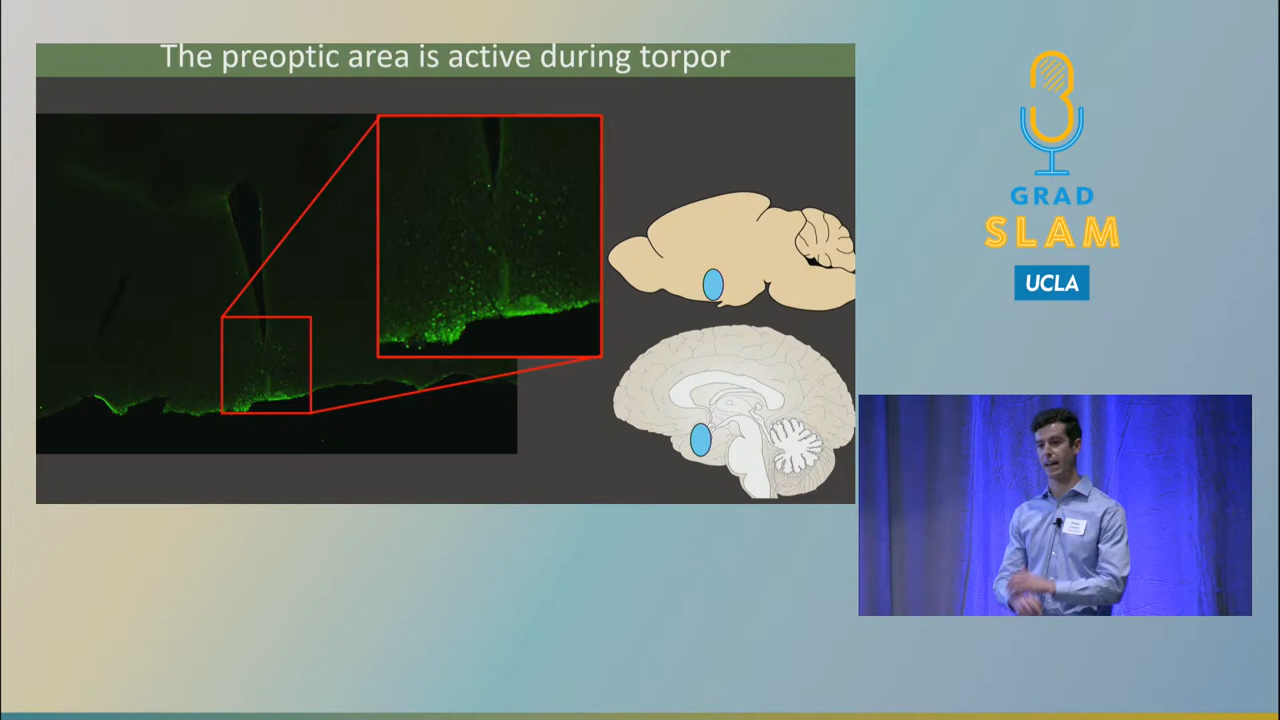 The preoptic area is active during torpor
GRAD
SLAM
UCLA